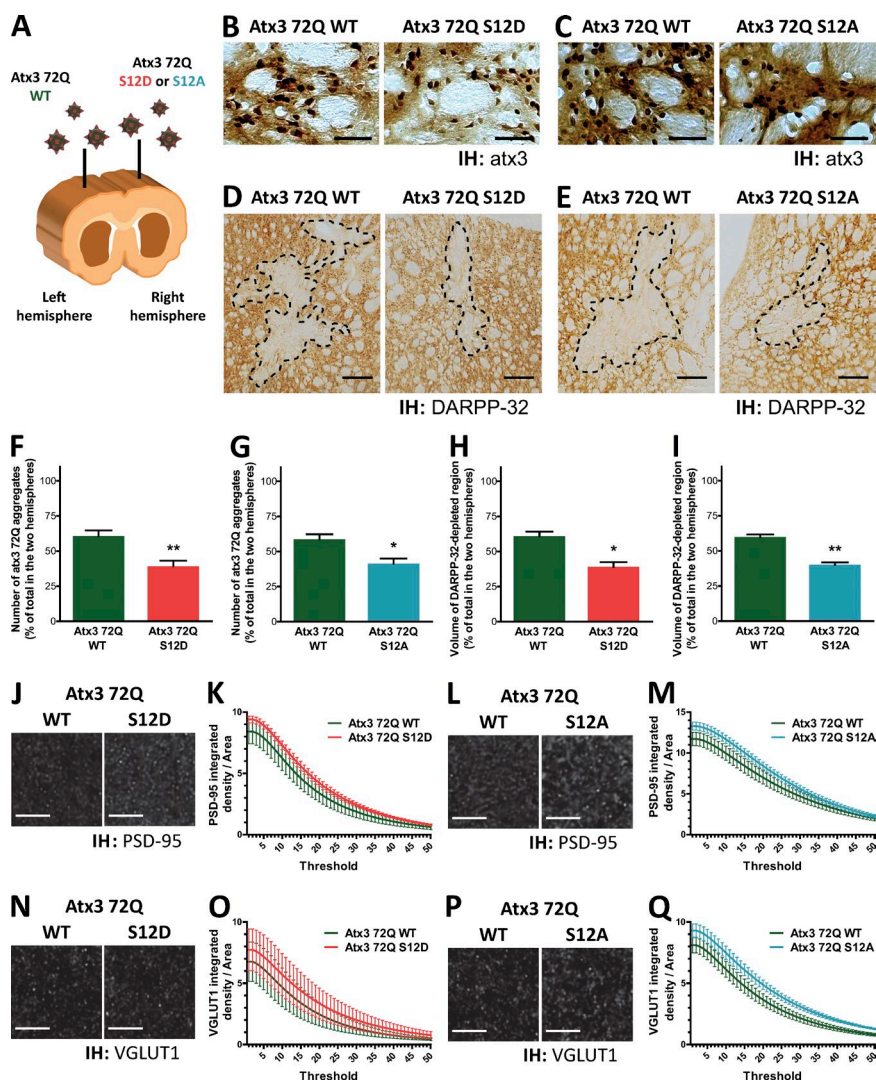 A
Atx3 72Q
WT
Atx3 72Q
S12D or S12A
Left
hemisphere
Right
hemisphere
B
Atx3 72Q WT
Atx3 72Q S12D
IH: atx3
C
Atx3 72Q WT
Atx3 72Q S12A
IH: atx3
D
Atx3 72Q WT
Atx3 72Q S12D
IH: DARPP-32
E
Atx3 72Q WT
Atx3 72Q S12A
IH: DARPP-32
F
Number of atx3 72Q aggregates
(% of total in the two hemispheres)
100
75
50
25
0
**
Atx3 72Q
WT
Atx3 72Q
S12D
G
Number of atx3 72Q aggregates
(% of total in the two hemispheres)
100
75
50
25
0
*
Atx3 72Q
WT
Atx3 72Q
S12A
H
Volume of DARPP-32-depleted region
(% of total in the two hemispheres)
100
75
50
25
0
*
Atx3 72Q
WT
Atx3 72Q
S12D
I
Volume of DARPP-32-depleted region
(% of total in the two hemispheres)
100
75
50
25
0
**
Atx3 72Q
WT
Atx3 72Q
S12A
J
Atx3 72Q
WT
S12D
IH: PSD-95
K
PSD-95 integrated
density / Area
10
5
0
Atx3 72Q WT
Atx3 72Q S12D
5 10 15 20 25 30 35 40 45 50
Threshold
L
Atx3 72Q
WT
S12A
IH: PSD-95
M
PSD-95 integrated
density / Area
15
10
5
0
Atx3 72Q WT
Atx3 72Q S12A
5 10 15 20 25 30 35 40 45 50
Threshold
N
Atx3 72Q
WT
S12D
IH: VGLUT1
O
VGLUT1 integrated
density / Area
10
5
0
Atx3 72Q WT
Atx3 72Q S12D
5 10 15 20 25 30 35 40 45 50
Threshold
P
Atx3 72Q
WT
S12A
IH: VGLUT1
Q
VGLUT1 integrated
density / Area
10
5
0
Atx3 72Q WT
Atx3 72Q S12A
5 10 15 20 25 30 35 40 45 50
Threshold